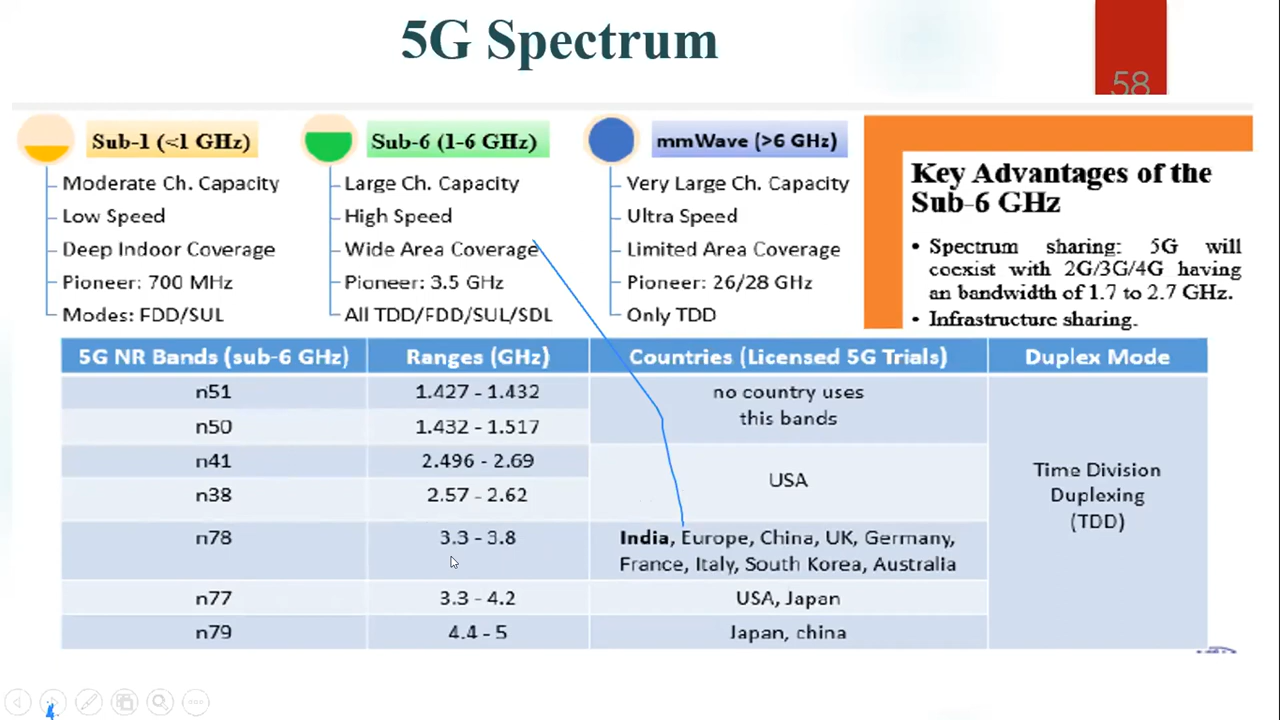 5G Spectrum
58
Sub-1 (<1 GHz)
Moderate Ch. Capacity
Low Speed
Deep Indoor Coverage
Pioneer: 700 MHz
Modes: FDD/SUL
Sub-6 (1-6 GHz)
Large Ch. Capacity
High Speed
Wide Area Coverage
Pioneer: 3.5 GHz
All TDD/FDD/SUL/SDL
mmWave (>6 GHz)
Very Large Ch. Capacity
Ultra Speed
Limited Area Coverage
Pioneer: 26/28 GHz
Only TDD
Key Advantages of the
Sub-6 GHz
• Spectrum sharing: 5G will
coexist with 2G/3G/4G having
an bandwidth of 1.7 to 2.7 GHz.
• Infrastructure sharing.
5G NR Bands (sub-6 GHz) Ranges (GHz) Countries (Licensed 5G Trials) Duplex Mode
n51 1.427 - 1.432 no country uses
this bands
n50 1.432 - 1.517
n41 2.496 - 2.69 USA
n38 2.57 - 2.62
n78 3.3 - 3.8 India, Europe, China, UK, Germany,
France, Italy, South Korea, Australia
n77 3.3 - 4.2 USA, Japan
n79 4.4 - 5 Japan, china
Time Division
Duplexing
(TDD)